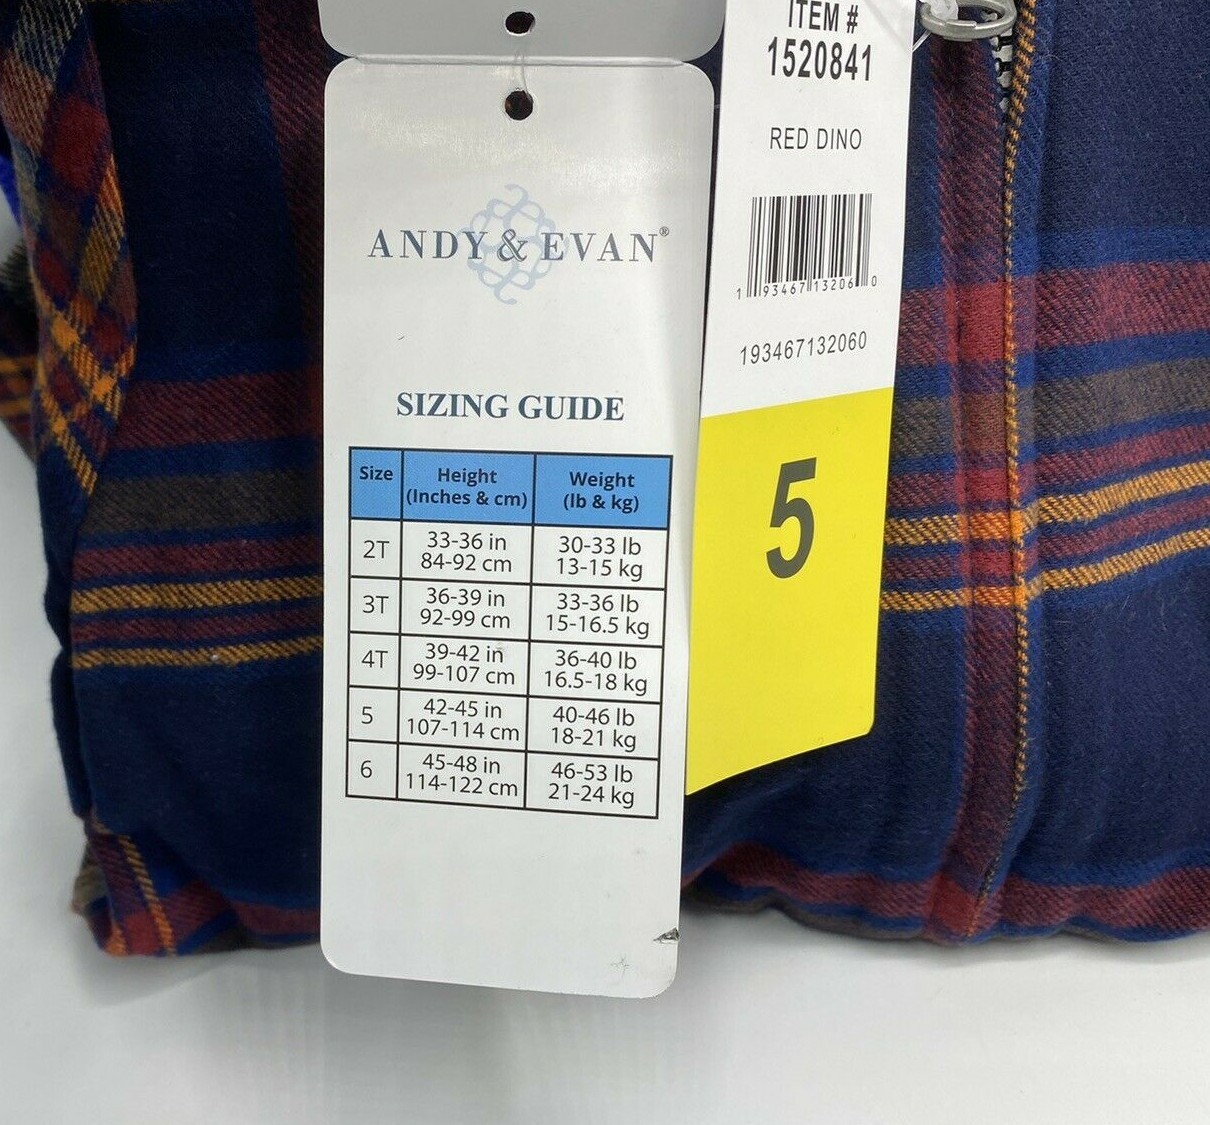 ITEM #
1520841
RED DINO
1 93467 13206 0
193467132060
5
ANDY & EVAN®
SIZING GUIDE
Size Height (Inches & cm) Weight (lb & kg)
2T 33-36 in 30-33 lb
84-92 cm 13-15 kg
3T 36-39 in 33-36 lb
92-99 cm 15-16.5 kg
4T 39-42 in 36-40 lb
99-107 cm 16.5-18 kg
5 42-45 in 40-46 lb
107-114 cm 18-21 kg
6 45-48 in 46-53 lb
114-122 cm 21-24 kg